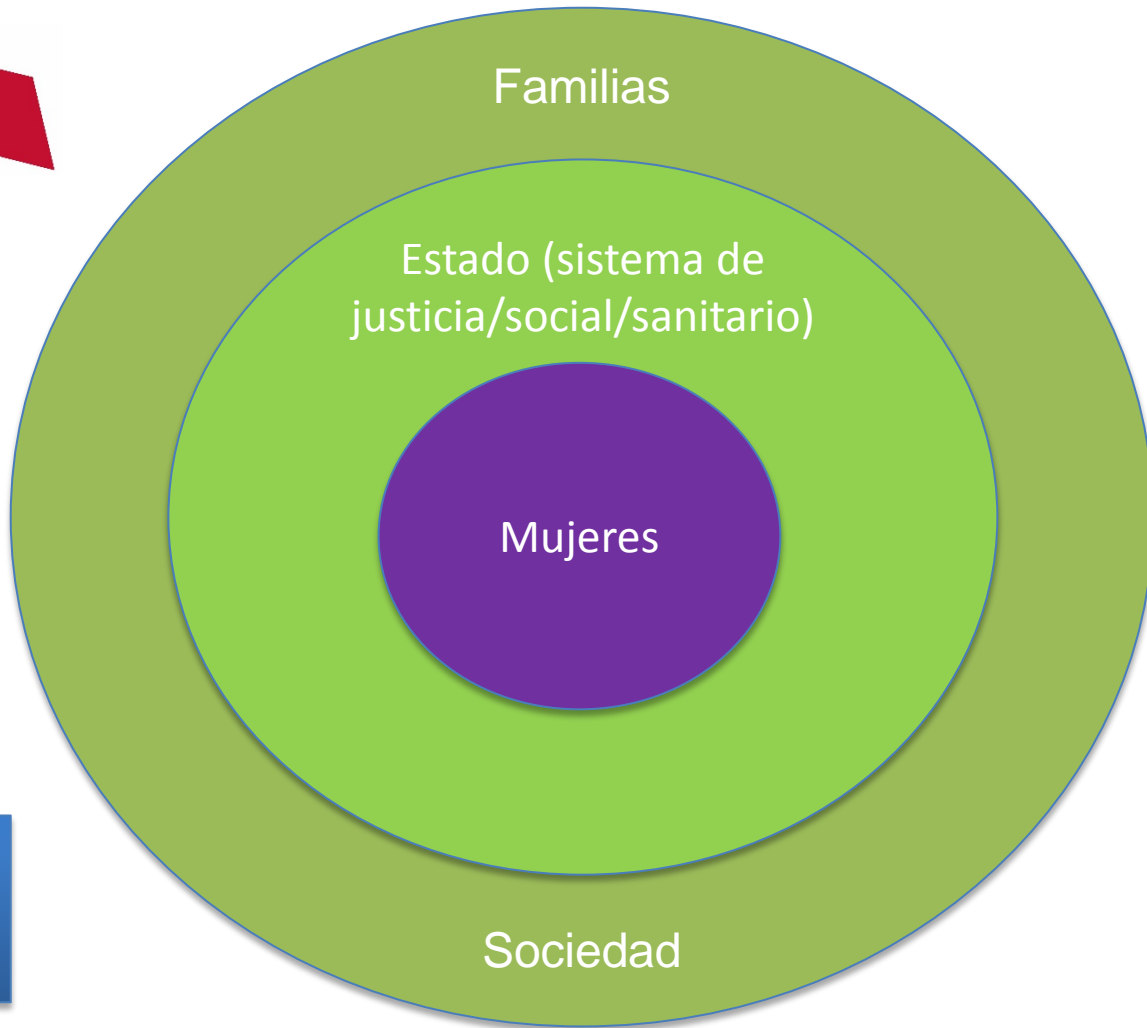 Familias
Estado (sistema de
justicia/social/sanitario)
Mujeres
Sociedad